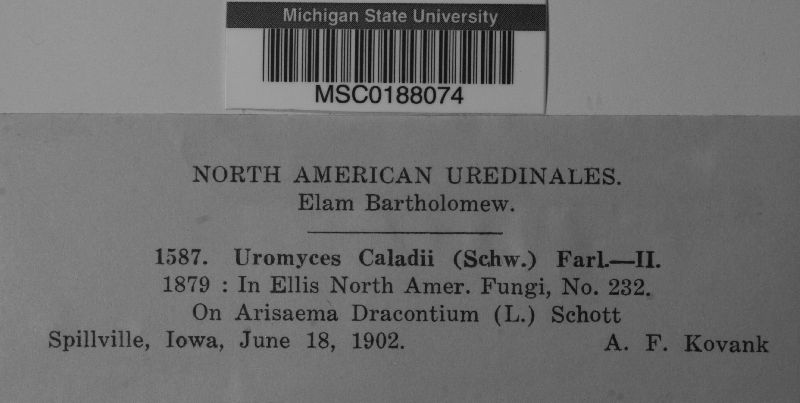 Michigan State University
MSC0188074
NORTH AMERICAN UREDINALES.
Elam Bartholomew.
1587. Uromyces Caladii (Schw.) Farl.—II.
1879 : In Ellis North Amer. Fungi, No. 232.
On Arisaema Dracontium (L.) Schott
Spillville, Iowa, June 18, 1902. A. F. Kovank